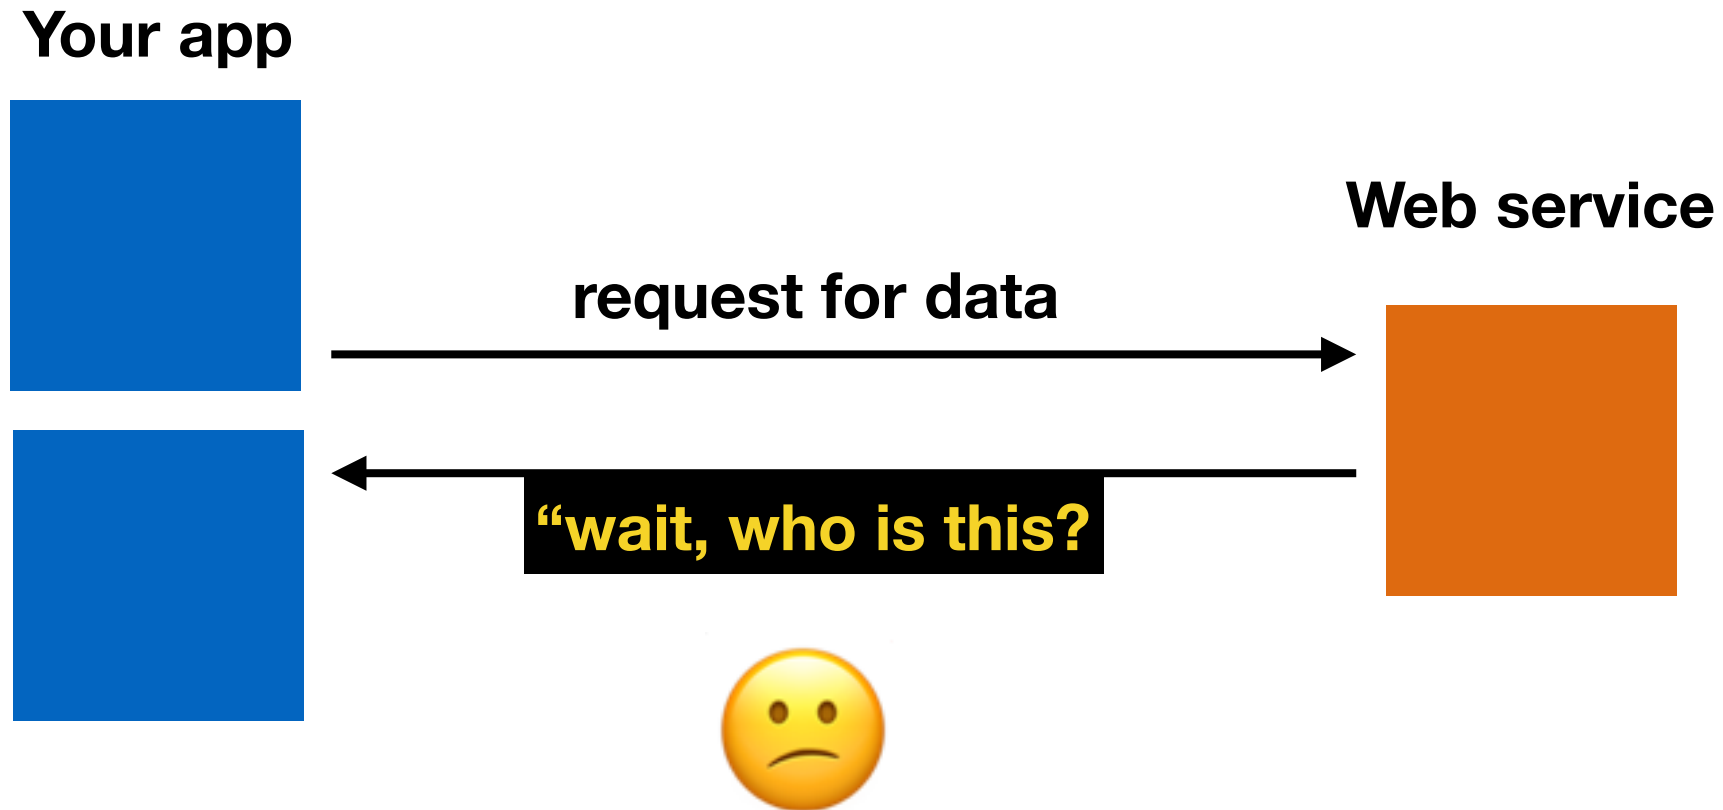 Your app
Web service
request for data
“wait, who is this?